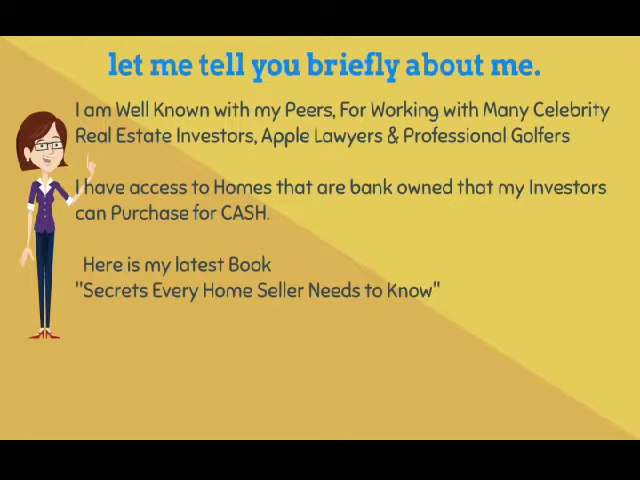 let me tell you briefly about me.
I am Well Known with my Peers, For Working with Many Celebrity
Real Estate Investors, Apple Lawyers & Professional Golfers
I have access to Homes that are bank owned that my Investors
can Purchase for CASH.
Here is my latest Book
"Secrets Every Home Seller Needs to Know"